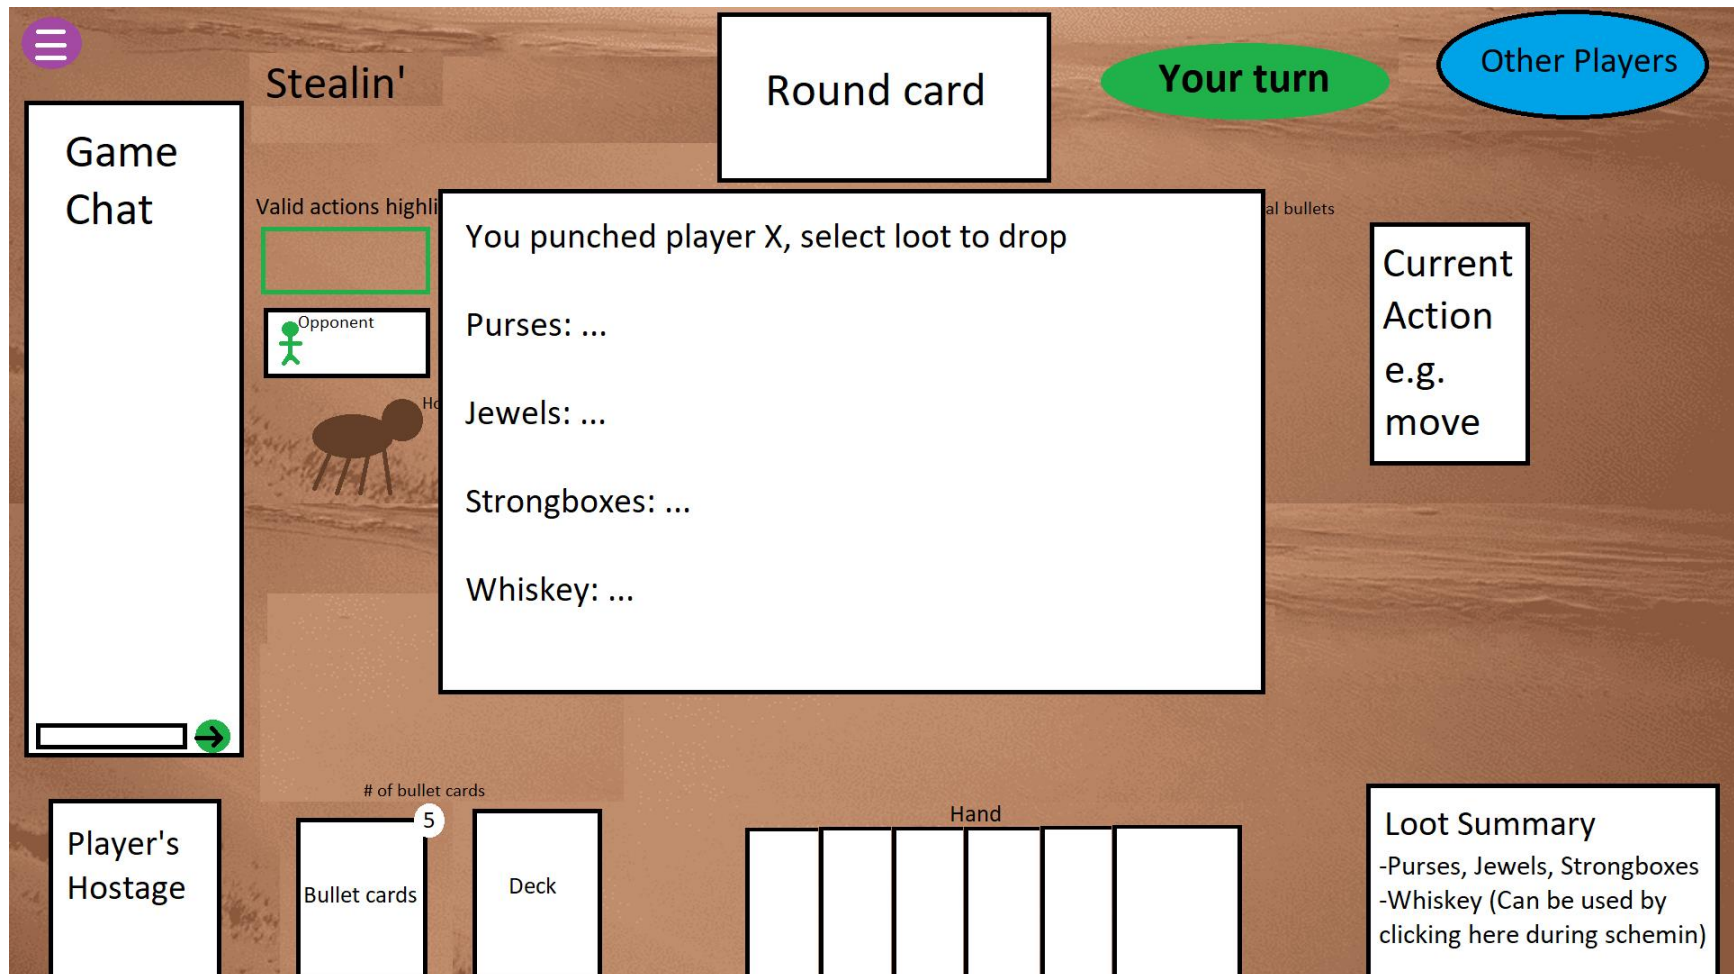 Stealin'
Round card
Your turn
Other Players
Game
Chat
Valid actions highli
al bullets
You punched player X, select loot to drop
Purses: ...
Jewels: ...
Strongboxes: ...
Whiskey: ...
Opponent
Ho
Current
Action
e.g.
move
# of bullet cards
5
Player's
Hostage
Bullet cards
Deck
Hand
Loot Summary
-Purses, Jewels, Strongboxes
-Whiskey (Can be used by
clicking here during schemin)